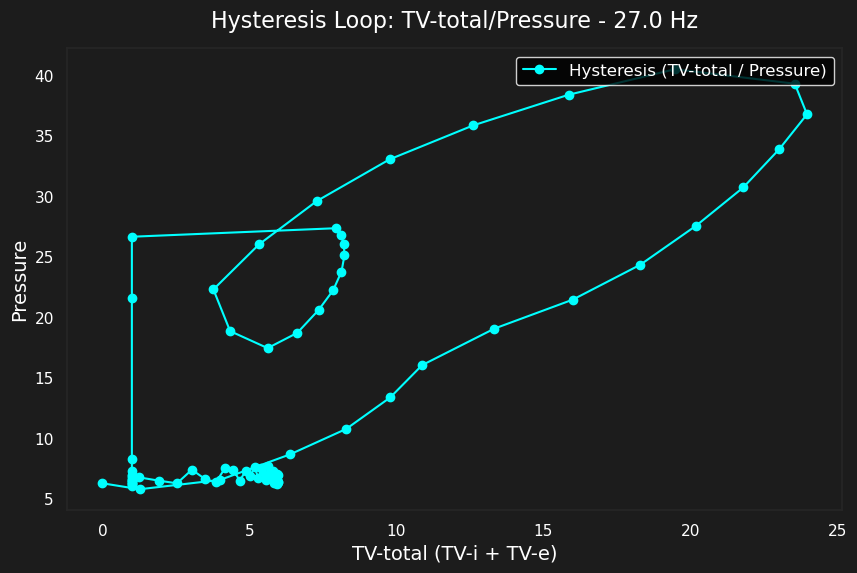 Hysteresis Loop: TV-total/Pressure - 27.0 Hz
Hysteresis (TV-total / Pressure)
40
35
30
25
20
15
10
5
Pressure
0 5 10 15 20 25
TV-total (TV-i + TV-e)